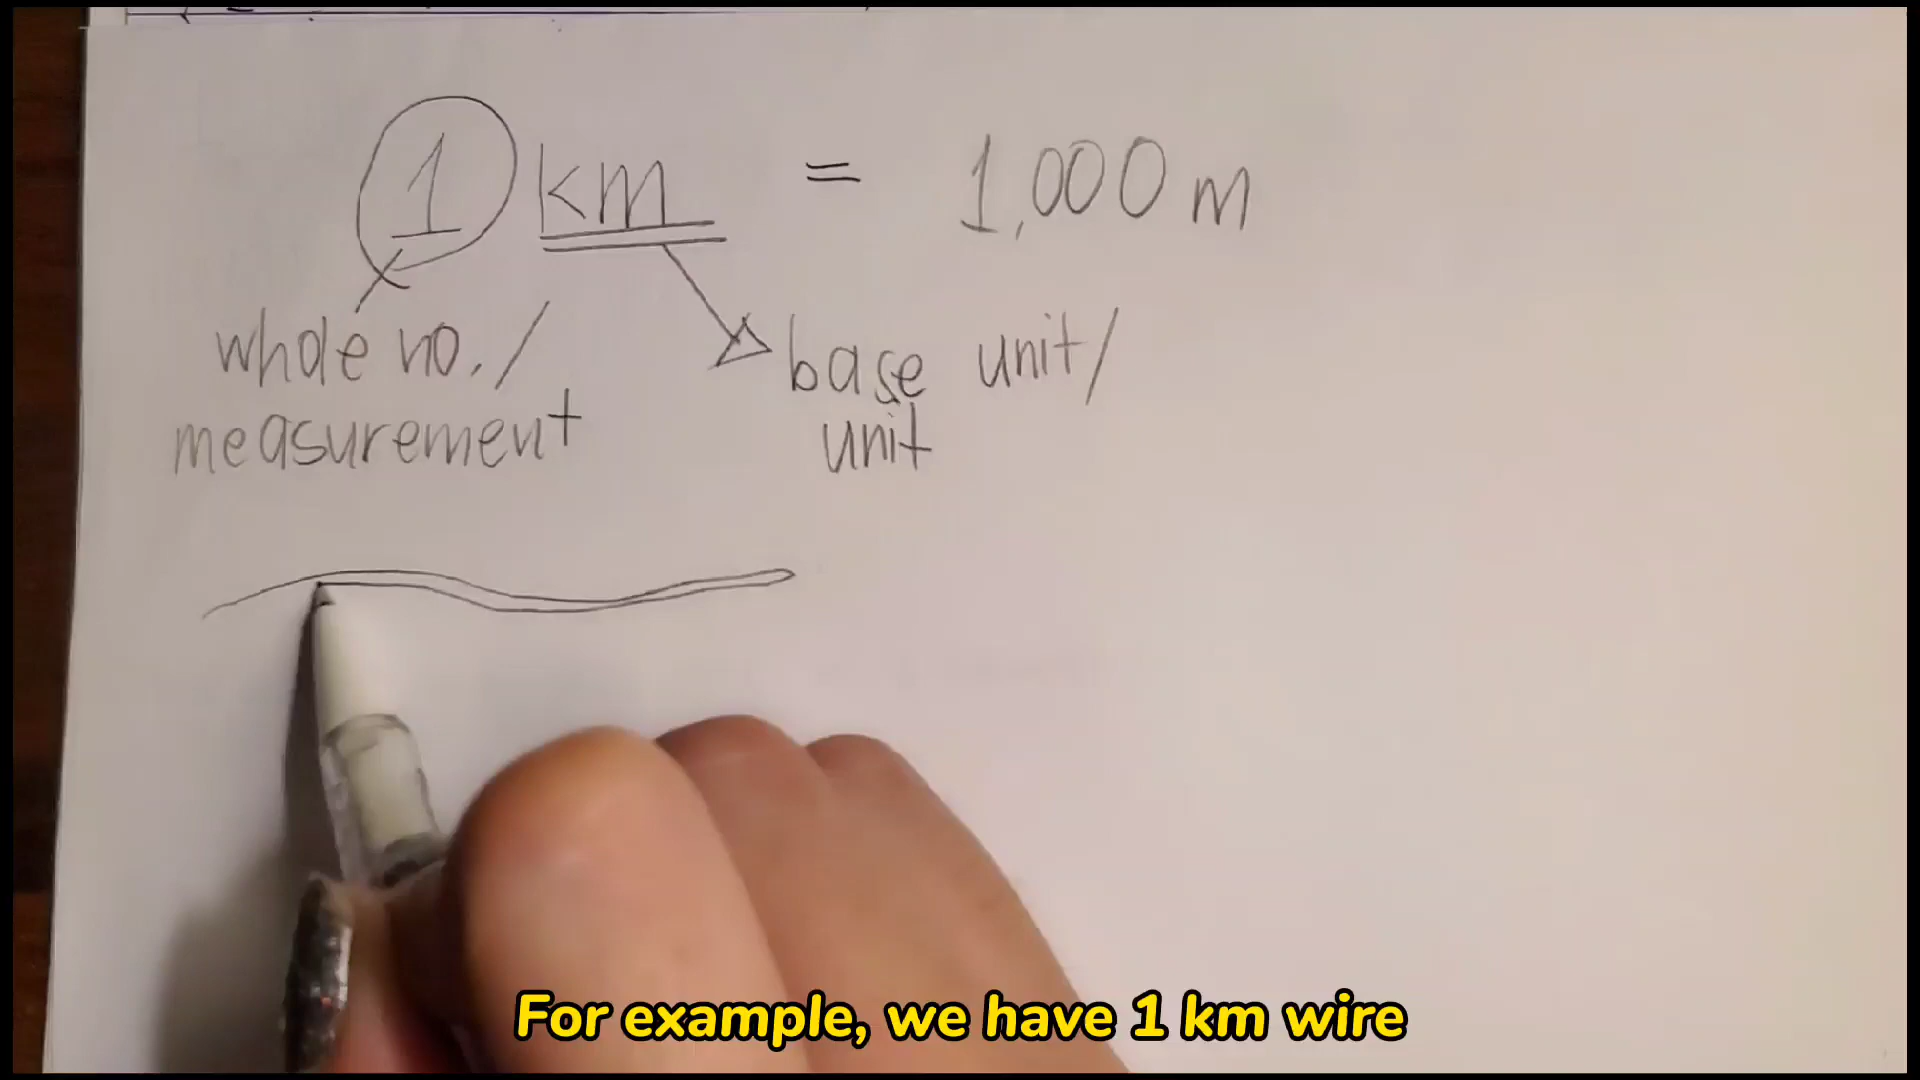 1 km = 1,000 m
whole no./ base unit/
measurement unit
For example, we have 1 km wire